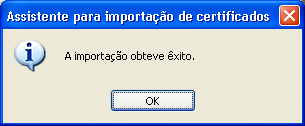 Assistente para importação de certificados
A importação obteve êxito.
OK